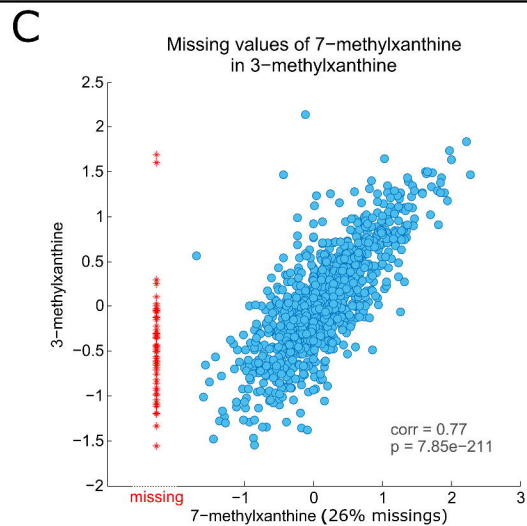 C
Missing values of 7−methylxanthine
in 3−methylxanthine
2.5
2
1.5
1
0.5
0
−0.5
−1
−1.5
−2
3−methylxanthine
corr = 0.77
p = 7.85e−211
missing
−1
0
1
2
3
7−methylxanthine (26% missings)